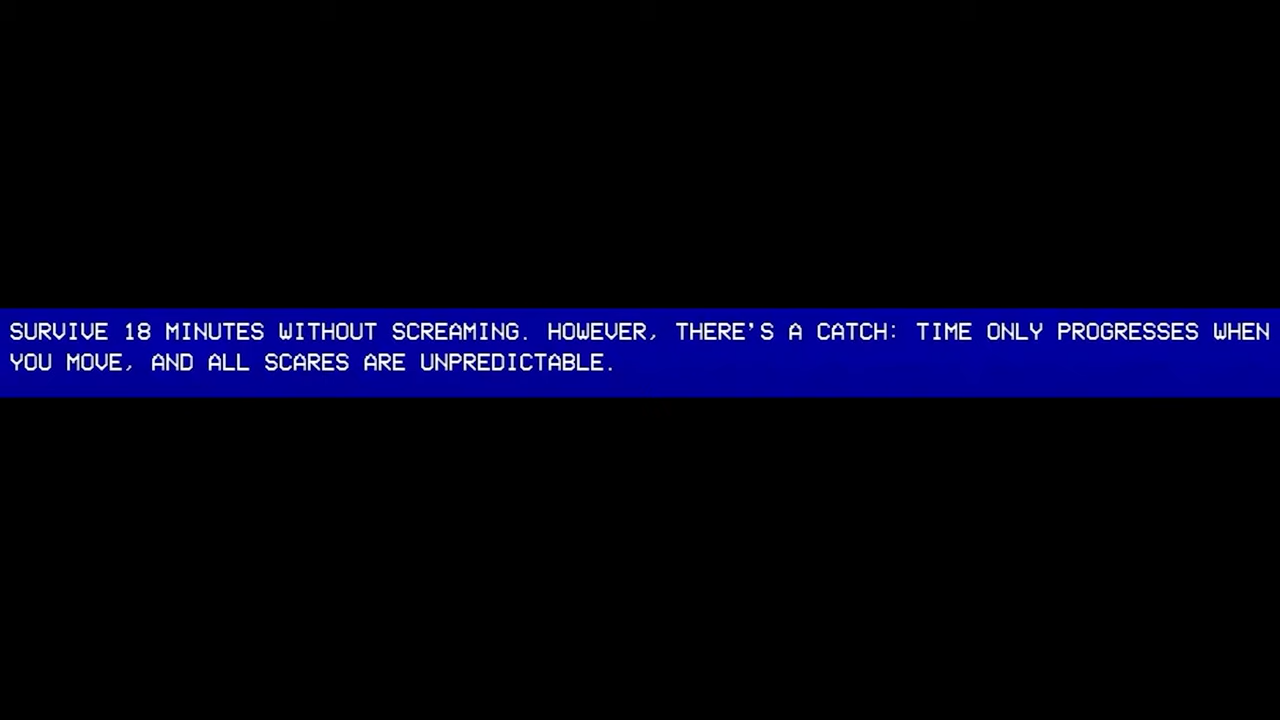 SURVIVE 18 MINUTES WITHOUT SCREAMING. HOWEVER, THERE'S A CATCH: TIME ONLY PROGRESSES WHEN
YOU MOVE, AND ALL SCARES ARE UNPREDICTABLE.